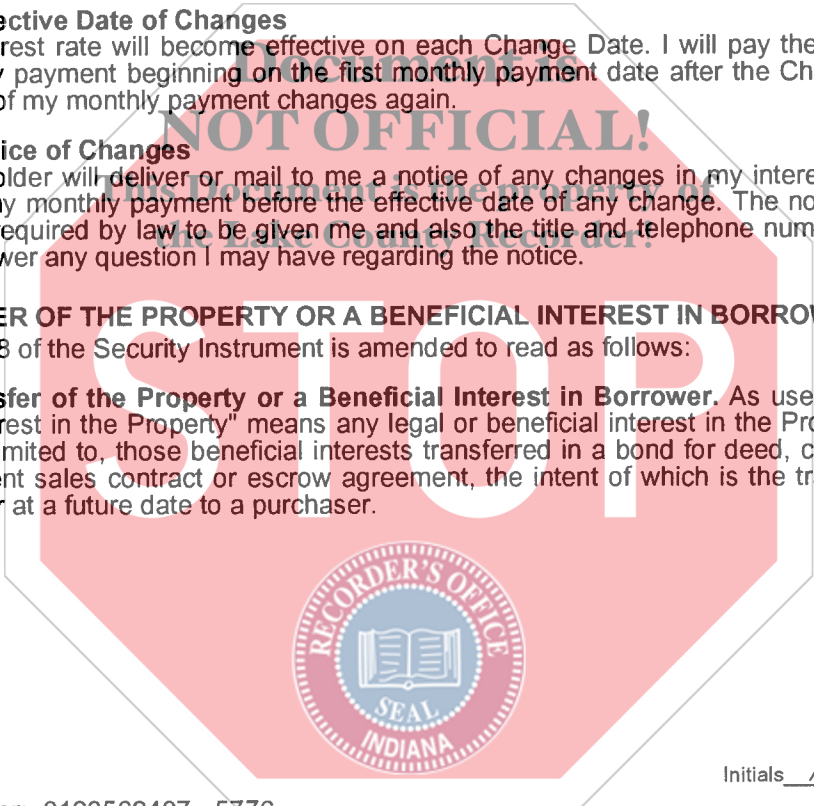 ective Date of Changes
rest rate will become effective on each Change Date. I will pay the
payment beginning on the first monthly payment date after the Ch
of my monthly payment changes again.
Document is
NOT OFFICIAL!
This Document is the property of
the Lake County Recorder!
ice of Changes
older will deliver or mail to me a notice of any changes in my intere
y monthly payment before the effective date of any change. The no
equired by law to be given me and also the title and telephone num
wer any question I may have regarding the notice.
ER OF THE PROPERTY OR A BENEFICIAL INTEREST IN BORROW
8 of the Security Instrument is amended to read as follows:
STOP
sfer of the Property or a Beneficial Interest in Borrower. As use
rest in the Property" means any legal or beneficial interest in the Pro
mited to, those beneficial interests transferred in a bond for deed, c
ent sales contract or escrow agreement, the intent of which is the tr
r at a future date to a purchaser.
RECORDER'S OFFICE
SEAL
INDIANA
Initials